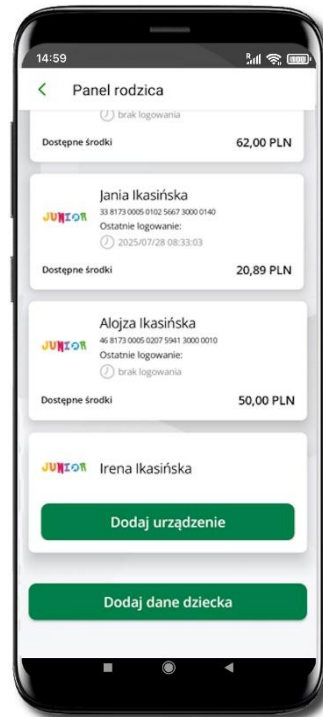 14:59
Panel rodzica
brak logowania
Dostępne środki 62,00 PLN
JUNIOR
Jania Ikasińska
33 8173 0005 0102 5667 3000 0140
Ostatnie logowanie:
2025/07/28 08:33:03
Dostępne środki 20,89 PLN
JUNIOR
Alojza Ikasińska
46 8173 0005 0207 5941 3000 0010
Ostatnie logowanie:
brak logowania
Dostępne środki 50,00 PLN
JUNIOR Irena Ikasińska
Dodaj urządzenie
Dodaj dane dziecka